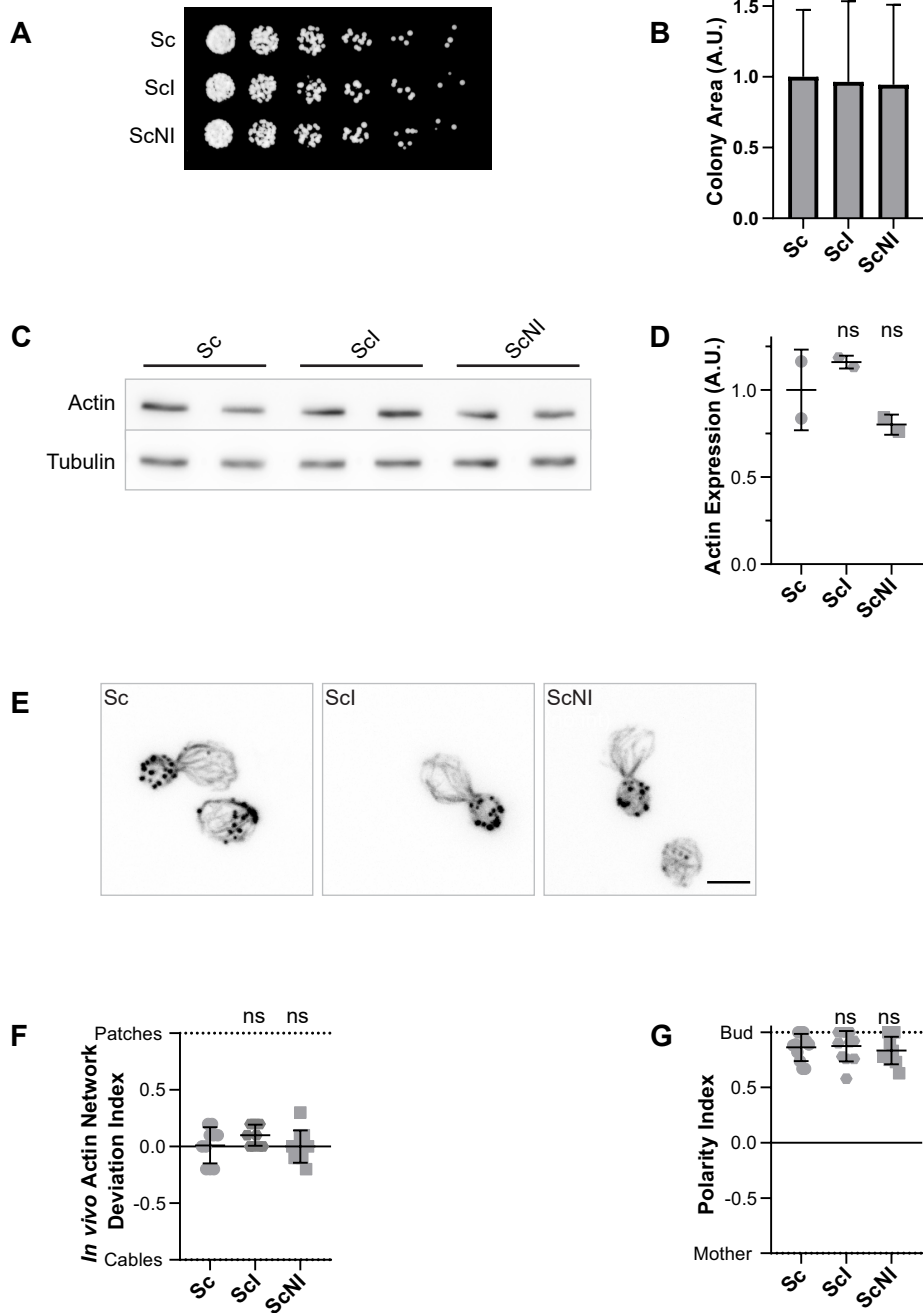 A
Sc
ScI
ScNI
B
Colony Area (A.U.)
1.5
1.0
0.5
0.0
Sc
ScI
ScNI
C
Sc
ScI
ScNI
Actin
Tubulin
D
Actin Expression (A.U.)
ns
ns
1.0
0.5
0.0
Sc
ScI
ScNI
E
Sc
ScI
ScNI
F
In vivo Actin Network
Deviation Index
ns
ns
Patches
0.5
0.0
-0.5
Cables
Sc
ScI
ScNI
G
Polarity Index
ns
ns
Bud
0.5
0.0
-0.5
Mother
Sc
ScI
ScNI